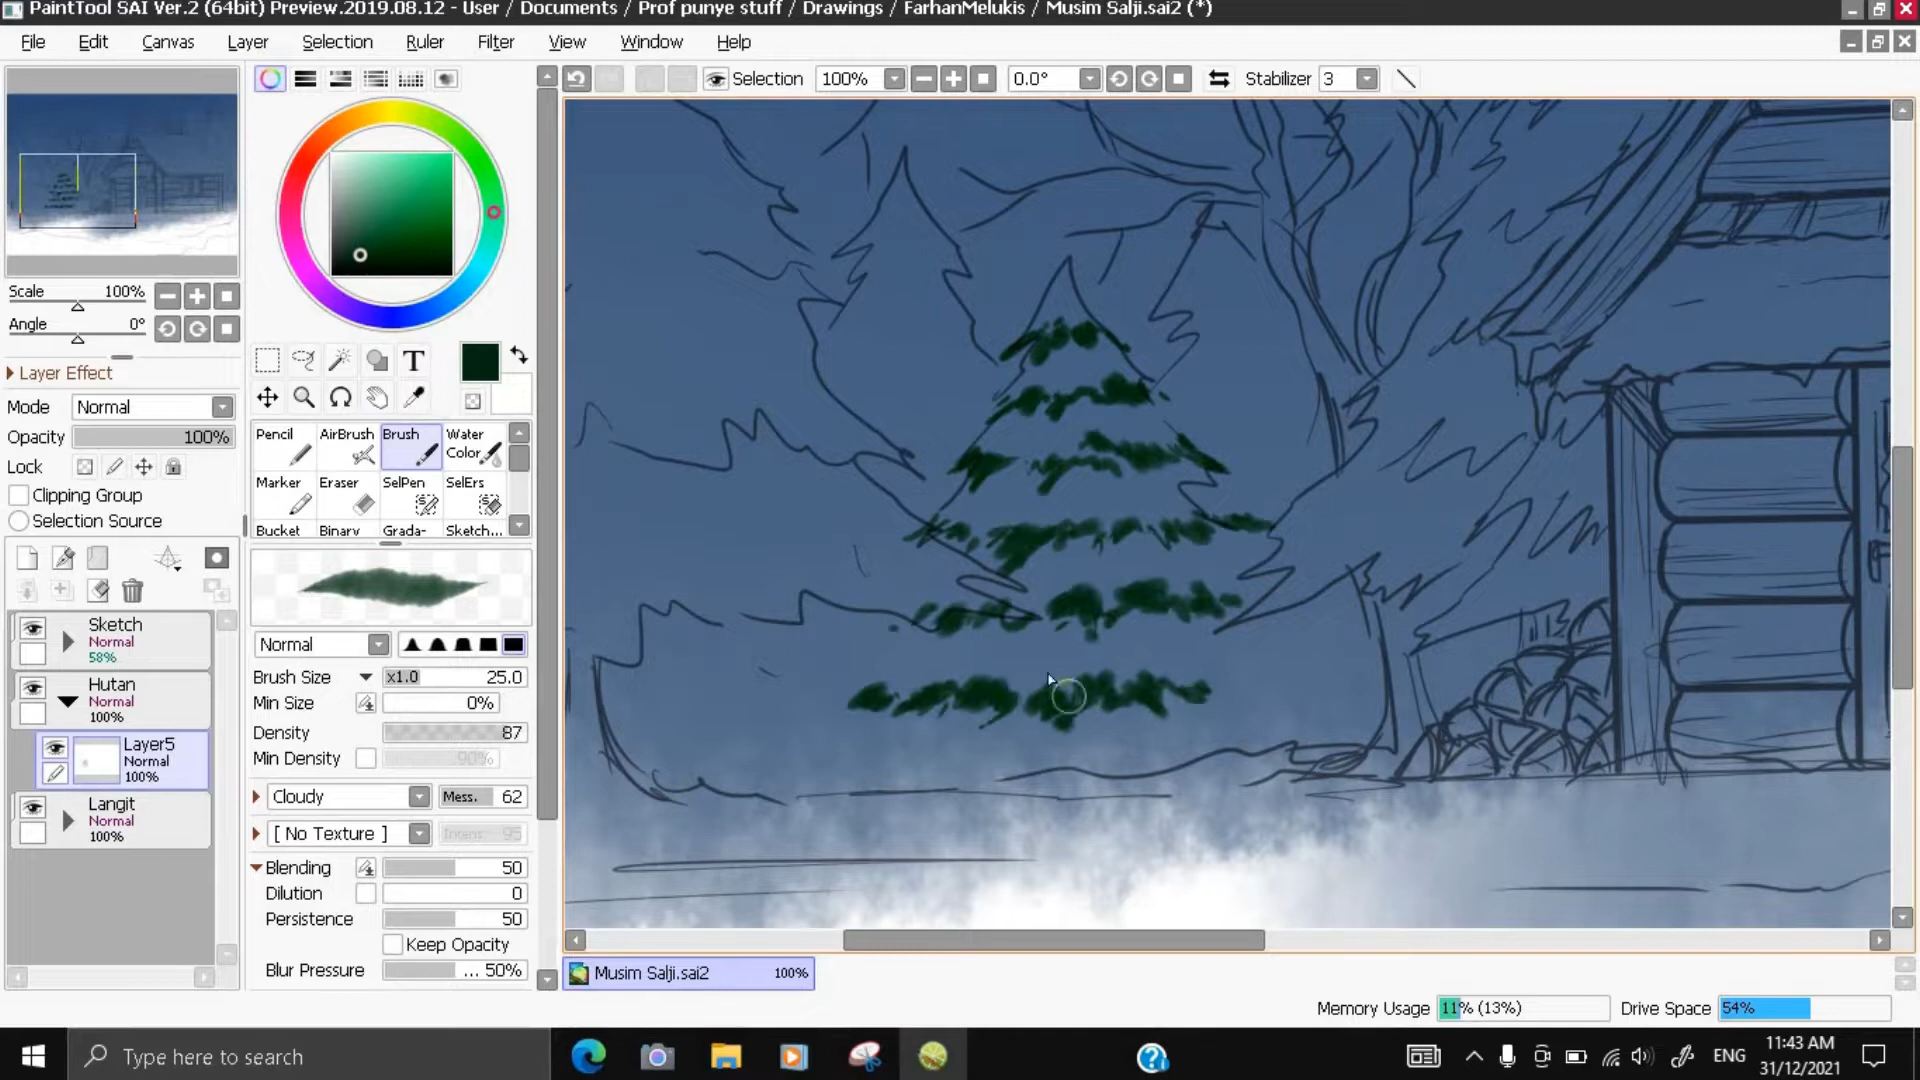 PaintTool SAI Ver.2 (64bit) Preview.2019.08.12 - User / Documents / Prof punye stuff / Drawings / FarhanMelukis / Musim Salji.sai2 (*)
File Edit Canvas Layer Selection Ruler Filter View Window Help
Selection 100% 0.0° Stabilizer 3
Scale 100%
Angle 0°
Layer Effect
Mode Normal
Opacity 100%
Lock
Clipping Group
Selection Source
Sketch
Normal
58%
Hutan
Normal
100%
Layer5
Normal
100%
Langit
Normal
100%
T
Pencil AirBrush Brush Water Color
Marker Eraser SelPen SelErs
Bucket Binary Grada- Sketch...
Normal
Brush Size x1.0 25.0
Min Size 0%
Density 87
Min Density 90%
Cloudy Mess. 62
[ No Texture ] Intens. 95
Blending 50
Dilution 0
Persistence 50
Keep Opacity
Blur Pressure ... 50%
Musim Salji.sai2 100%
Memory Usage 11% (13%) Drive Space 54%
Type here to search
ENG
11:43 AM
31/12/2021